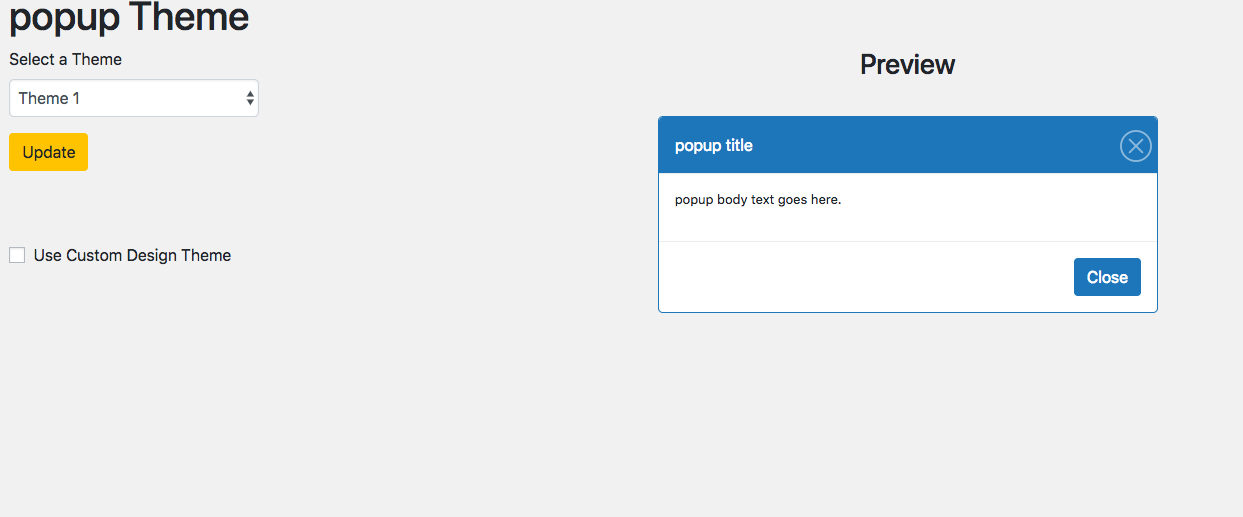 popup Theme
Select a Theme
Theme 1
Update
Use Custom Design Theme
Preview
popup title
popup body text goes here.
Close